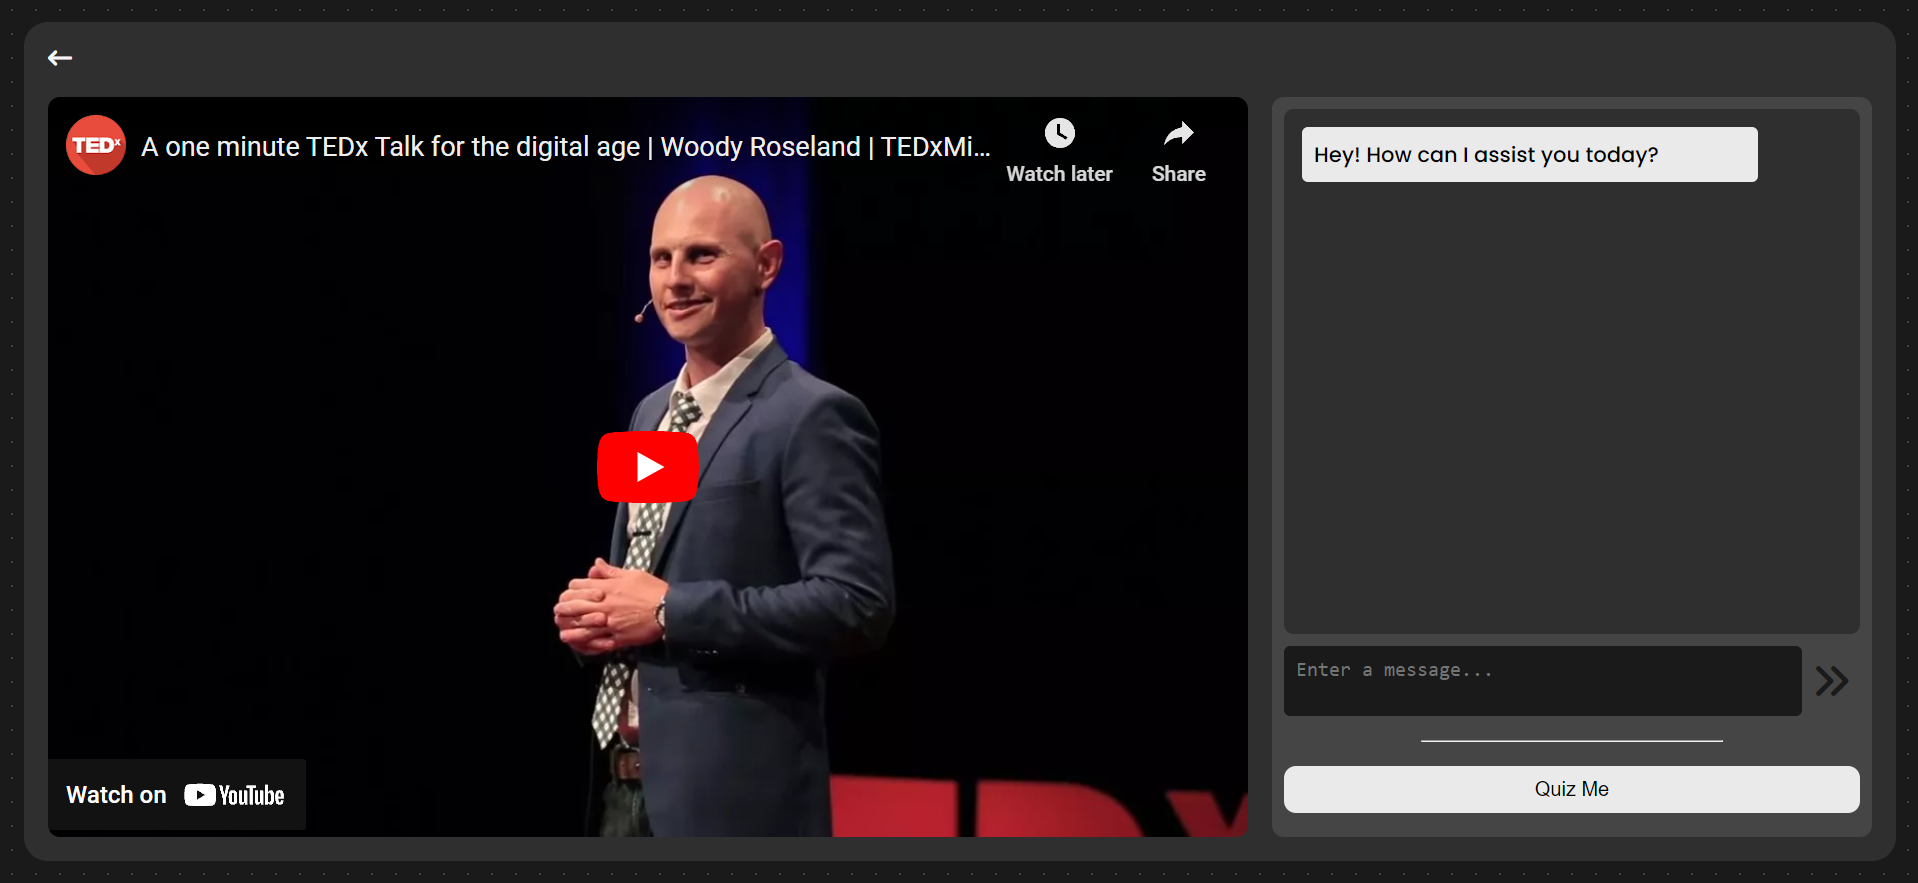 TEDx
A one minute TEDx Talk for the digital age | Woody Roseland | TEDxMi...
Watch later
Share
Watch on YouTube
TEDx
Hey! How can I assist you today?
Enter a message...
Quiz Me